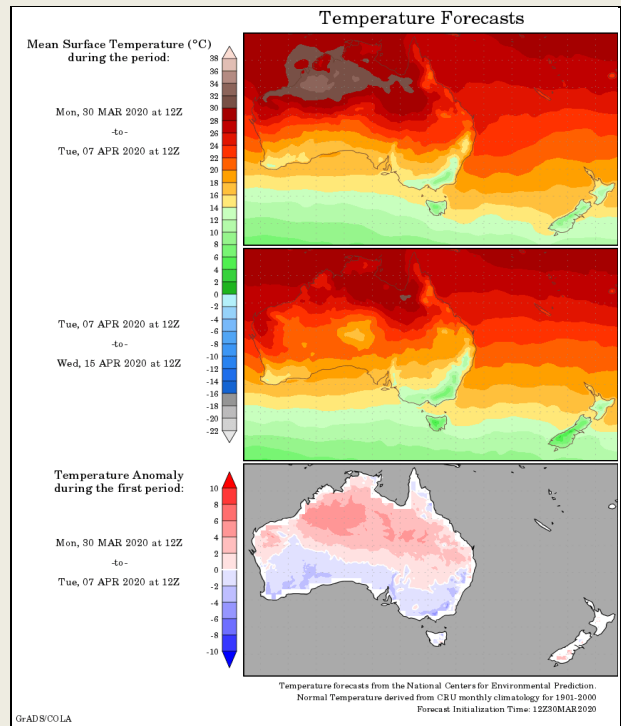 Temperature Forecasts
Mean Surface Temperature (°C)
during the period:
Mon, 30 MAR 2020 at 12Z
-to-
Tue, 07 APR 2020 at 12Z
38
36
34
32
30
28
26
24
22
20
18
16
14
12
10
8
6
4
2
0
-2
-4
-6
-8
-10
-12
-14
-16
-18
-20
-22
Tue, 07 APR 2020 at 12Z
-to-
Wed, 15 APR 2020 at 12Z
Temperature Anomaly
during the first period:
Mon, 30 MAR 2020 at 12Z
-to-
Tue, 07 APR 2020 at 12Z
10
8
6
4
2
0
-2
-4
-6
-8
-10
Temperature forecasts from the National Centers for Environmental Prediction.
Normal Temperature derived from CRU monthly climatology for 1901-2000
Forecast Initialization Time: 12Z30MAR2020
GrADS/COLA